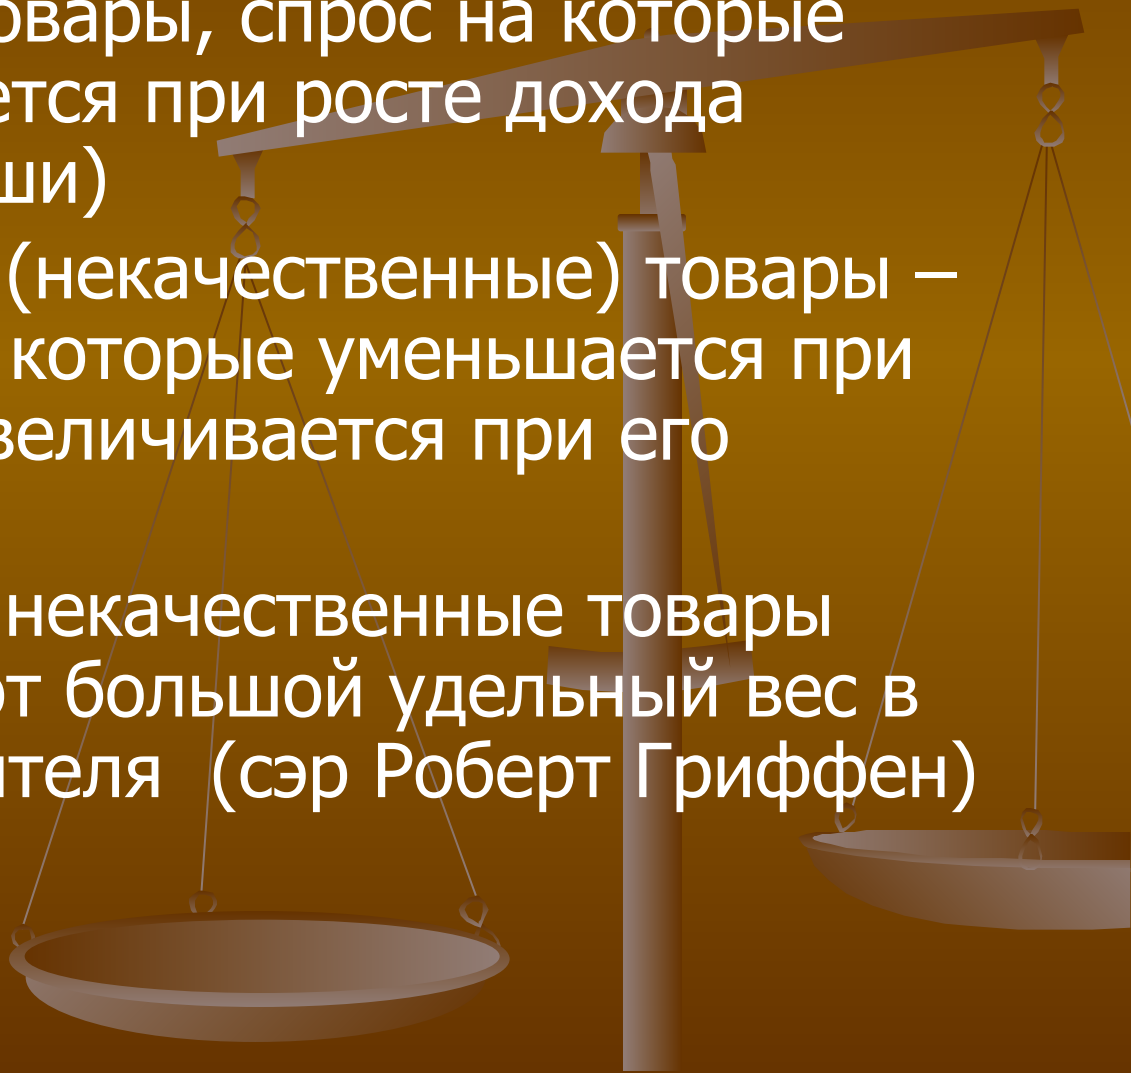 овары, спрос на которые
ется при росте дохода
ши)
(некачественные) товары –
которые уменьшается при
величивается при его
некачественные товары
от большой удельный вес в
ителя (сэр Роберт Гриффен)